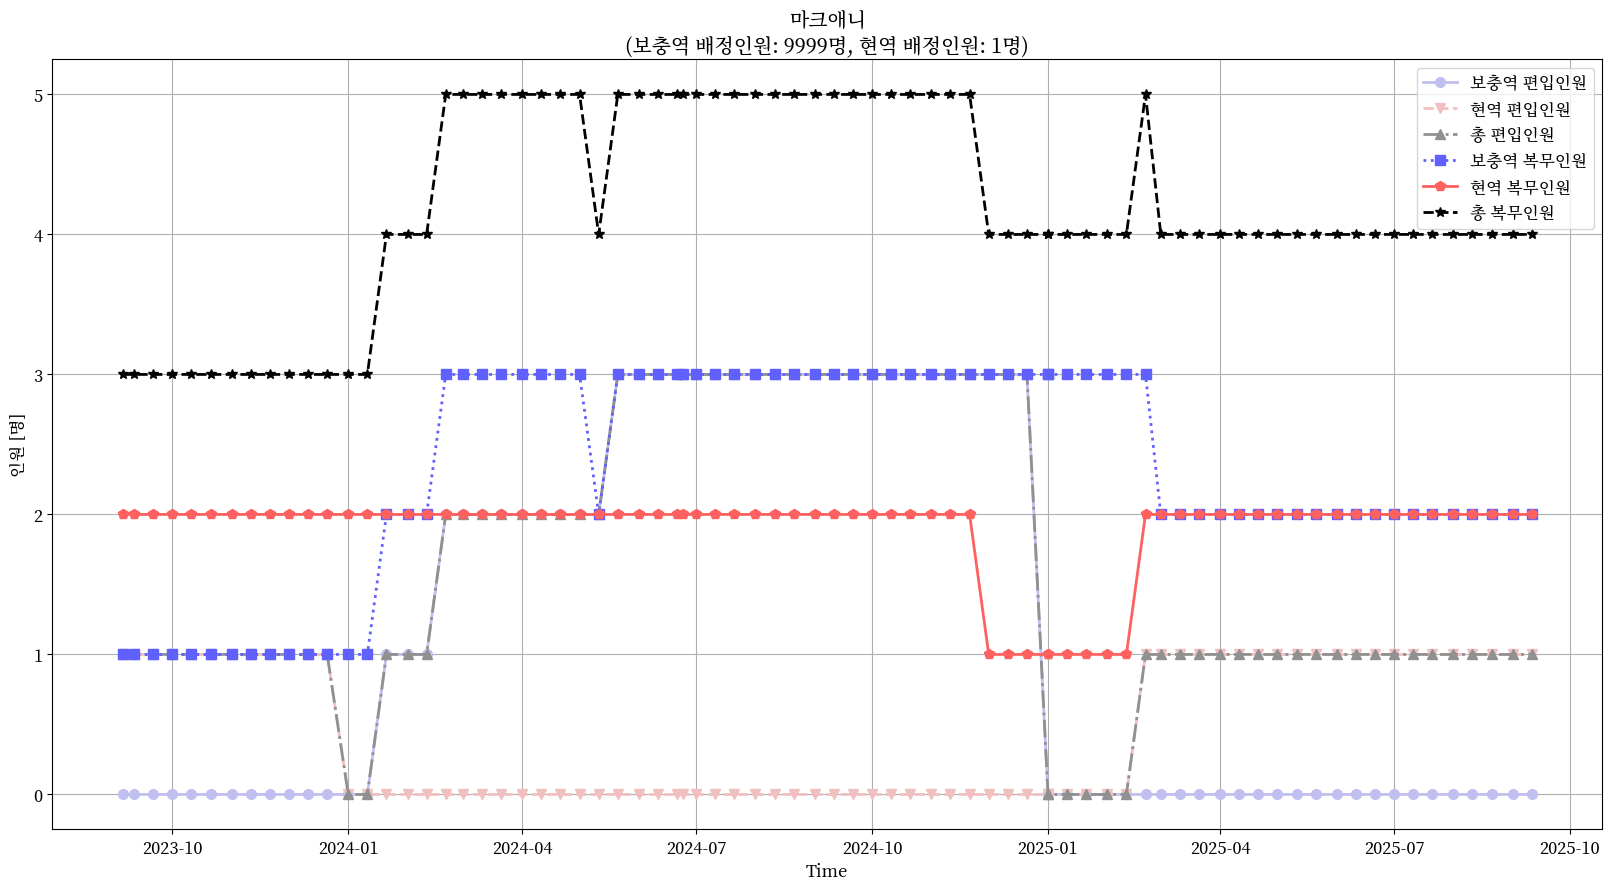 마크애니
(보충역 배정인원: 9999명, 현역 배정인원: 1명)
보충역 편입인원
현역 편입인원
총 편입인원
보충역 복무인원
현역 복무인원
총 복무인원
인원 [명]
5
4
3
2
1
0
2023-10
2024-01
2024-04
2024-07
2024-10
2025-01
2025-04
2025-07
2025-10
Time